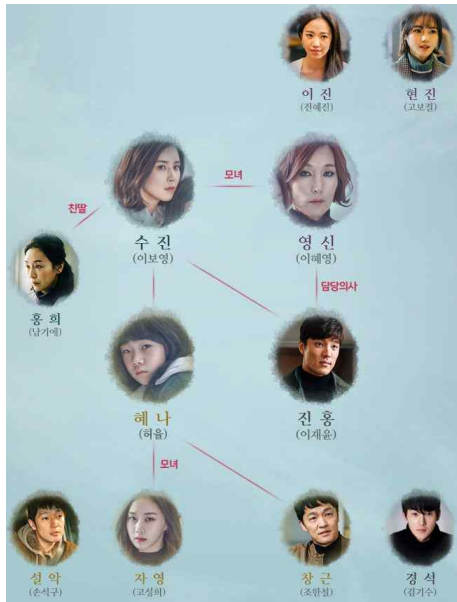 이 진
(진혜진)
현 진
(고보결)
모녀
친딸
수 진
(이보영)
영 신
(이혜영)
담당의사
홍 희
(남기애)
혜 나
(허율)
진 홍
(이재윤)
모녀
설 악
(손석구)
자 영
(고성희)
창 근
(조한철)
경 석
(김기수)